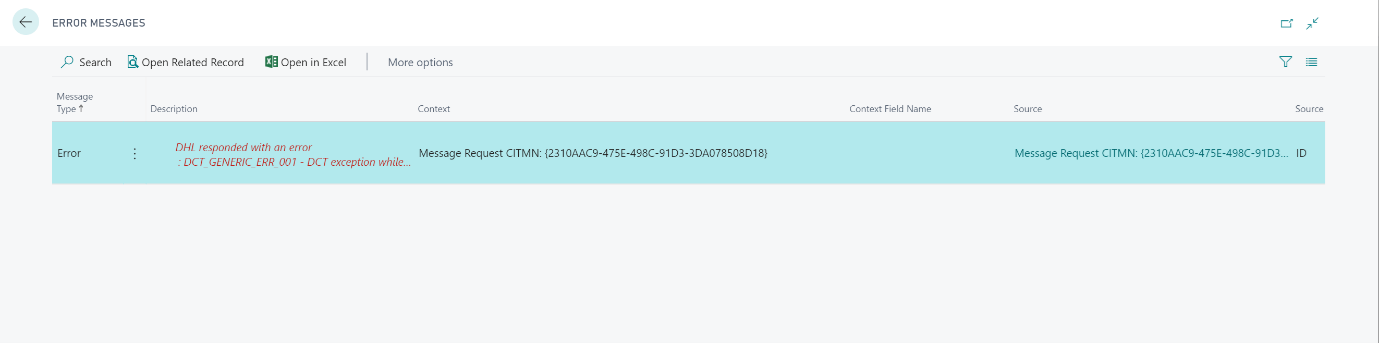 ERROR MESSAGES
Search Open Related Record Open in Excel More options
Message Type ↑ Description Context Context Field Name Source Source
Error DHL responded with an error
: DCT_GENERIC_ERR_001 - DCT exception while...
Message Request CITMN: {2310AAC9-475E-498C-91D3-3DA078508D18}
Message Request CITMN: {2310AAC9-475E-498C-91D3... ID